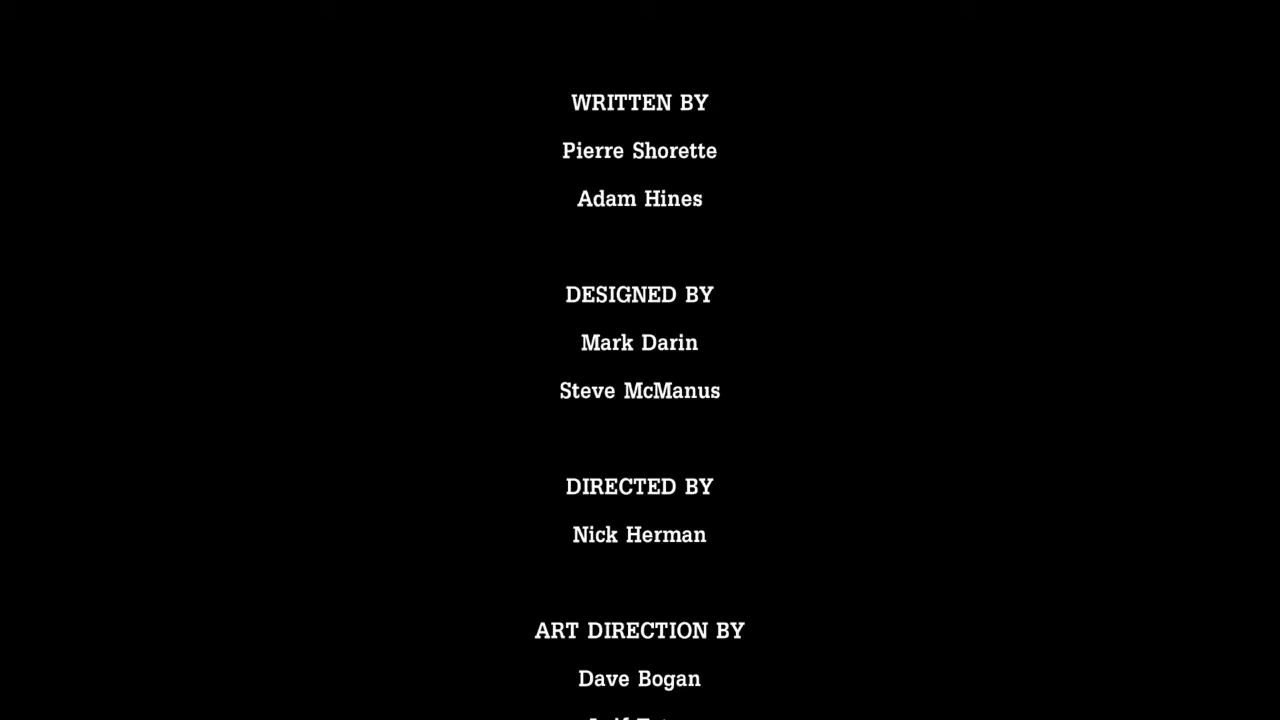 WRITTEN BY
Pierre Shorette
Adam Hines
DESIGNED BY
Mark Darin
Steve McManus
DIRECTED BY
Nick Herman
ART DIRECTION BY
Dave Bogan